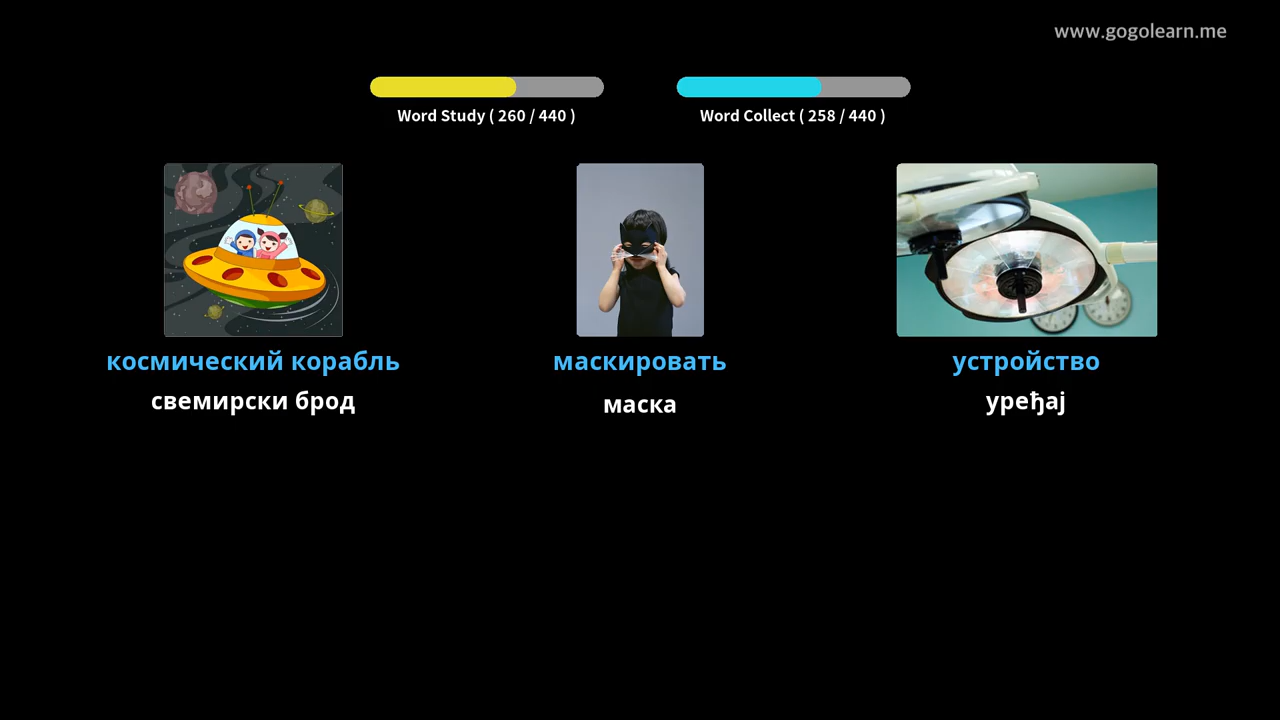 www.gogolearn.me
Word Study ( 260 / 440 )
Word Collect ( 258 / 440 )
космический корабль
маскировать
устройство
свемирски брод
маска
уређај